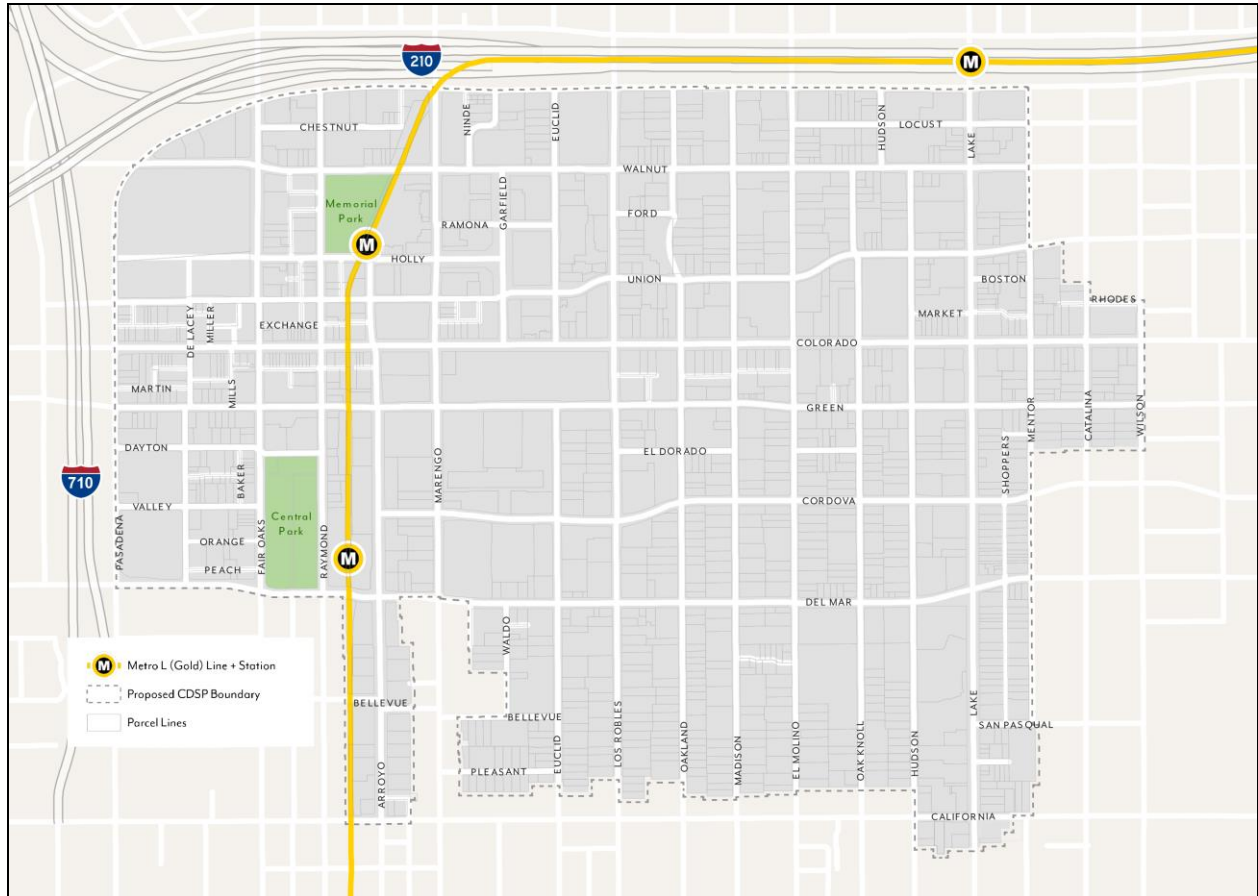 M
210
CHESTNUT
NINDE
EUCLID
HUDSON
LOCUST
LAKE
WALNUT
Memorial
Park
GARFIELD
FORD
RAMONA
M
HOLLY
UNION
BOSTON
RHODES
DE LACEY
MILLER
EXCHANGE
MARKET
COLORADO
MARTIN
MILLS
GREEN
MENTOR
CATALINA
WILSON
DAYTON
EL DORADO
710
BAKER
MARENGO
SHOPPERS
VALLEY
CORDOVA
Central
Park
PASADENA
ORANGE
FAIR OAKS
RAYMOND
M
PEACH
DEL MAR
WALDO
M
Metro L (Gold) Line + Station
Proposed CDSP Boundary
Parcel Lines
BELLEVUE
BELLEVUE
LAKE
SAN PASQUAL
EUCLID
LOS ROBLES
OAKLAND
MADISON
EL MOLINO
OAK KNOLL
HUDSON
PLEASANT
ARROYO
CALIFORNIA